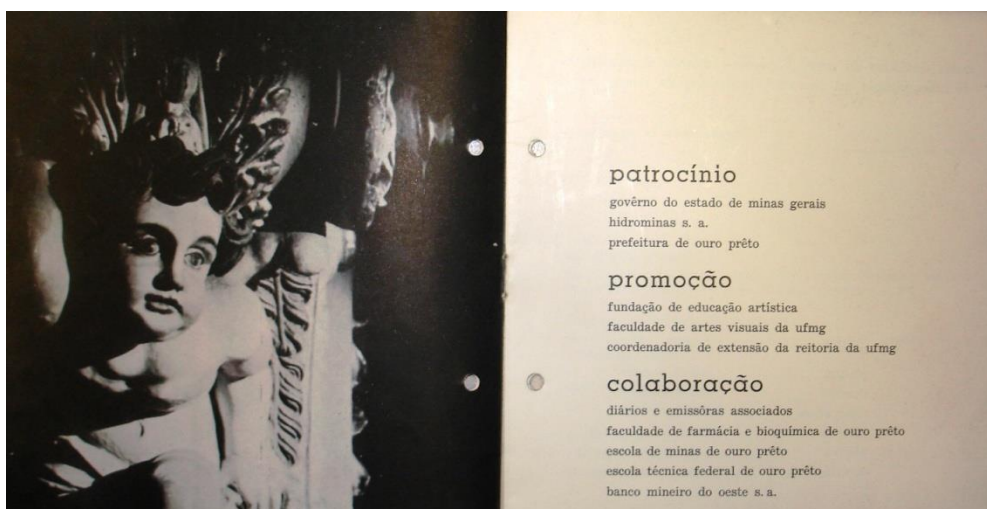 patrocínio
govêrno do estado de minas gerais
hidrominas s. a.
prefeitura de ouro prêto
promoção
fundação de educação artística
faculdade de artes visuais da ufmg
coordenadoria de extensão da reitoria da ufmg
colaboração
diários e emissôras associados
faculdade de farmácia e bioquímica de ouro prêto
escola de minas de ouro prêto
escola técnica federal de ouro prêto
banco mineiro do oeste s. a.